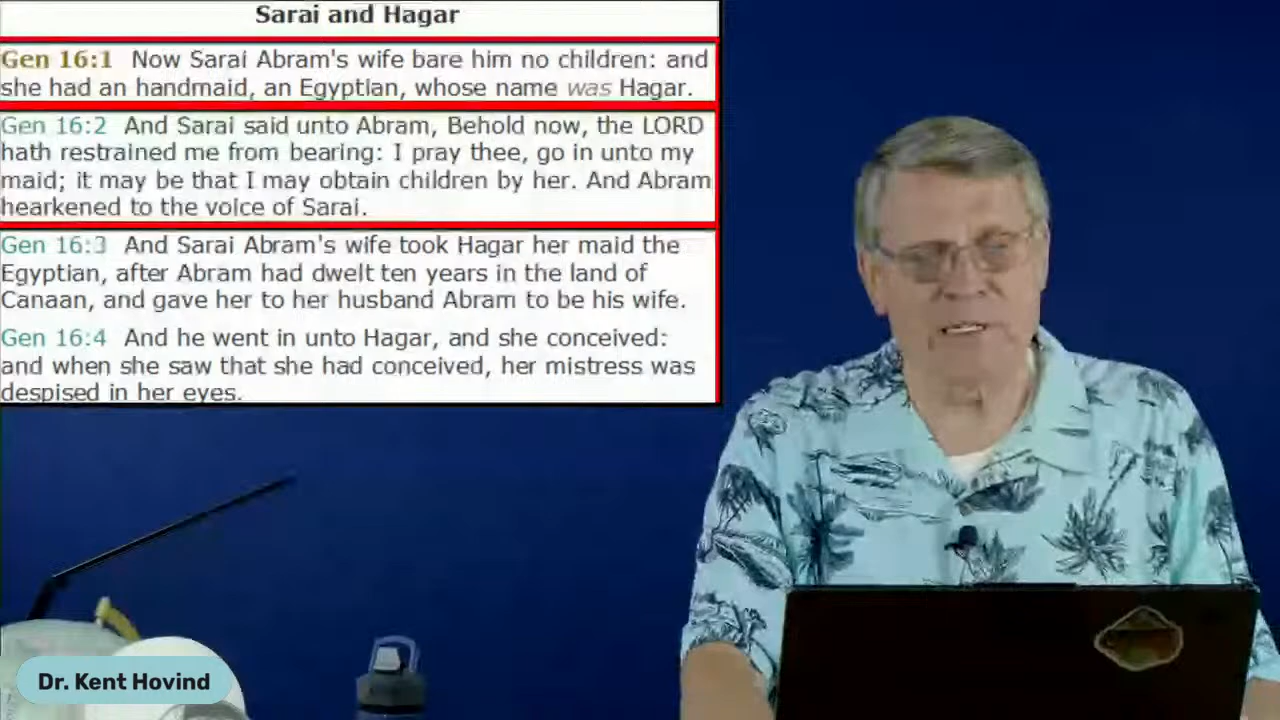 Sarai and Hagar
Gen 16:1 Now Sarai Abram's wife bare him no children: and
she had an handmaid, an Egyptian, whose name was Hagar.
Gen 16:2 And Sarai said unto Abram, Behold now, the LORD
hath restrained me from bearing: I pray thee, go in unto my
maid; it may be that I may obtain children by her. And Abram
hearkened to the voice of Sarai.
Gen 16:3 And Sarai Abram's wife took Hagar her maid the
Egyptian, after Abram had dwelt ten years in the land of
Canaan, and gave her to her husband Abram to be his wife.
Gen 16:4 And he went in unto Hagar, and she conceived:
and when she saw that she had conceived, her mistress was
despised in her eyes.
Dr. Kent Hovind